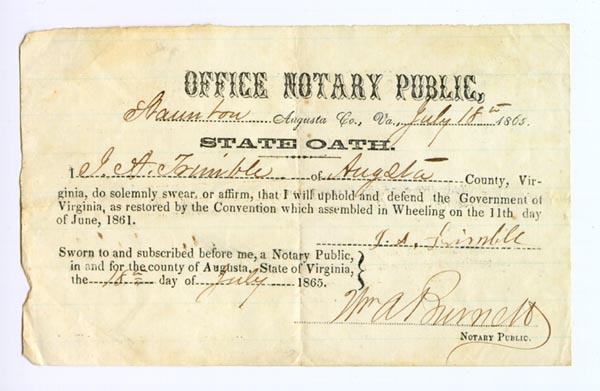 OFFICE NOTARY PUBLIC,
Staunton Augusta Co., Va., July 18th 1865.
STATE OATH.
I J. A. Trimble of Augusta County, Vir-
ginia, do solemnly swear, or affirm, that I will uphold and defend the Government of
Virginia, as restored by the Convention which assembled in Wheeling on the 11th day
of June, 1861.
J. A. Trimble
Sworn to and subscribed before me, a Notary Public,
in and for the county of Augusta, State of Virginia,
the 18th day of July 1865.
Wm A Burnett
NOTARY PUBLIC.